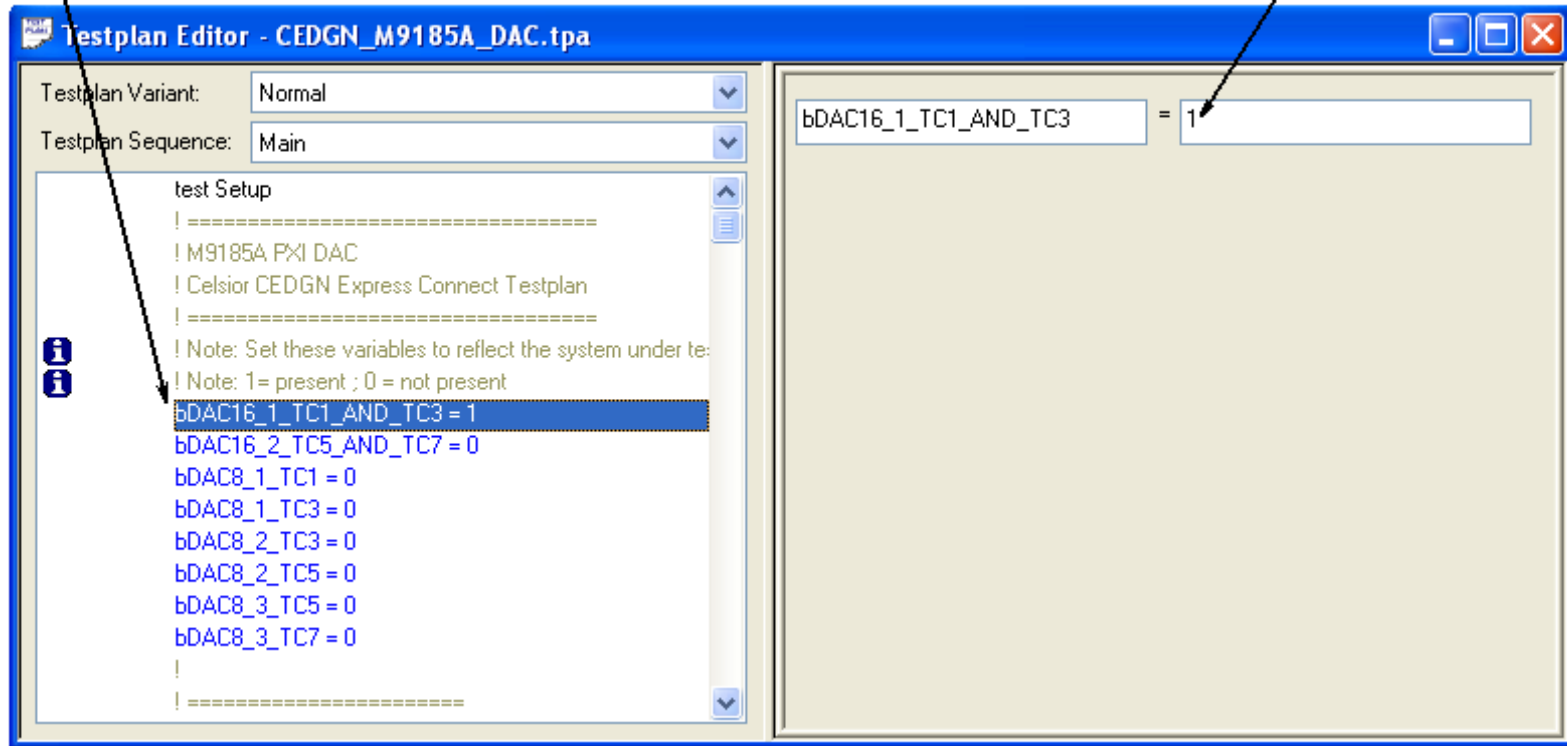 Testplan Editor - CEDGN_M9185A_DAC.tpa
Testplan Variant: Normal
Testplan Sequence: Main
test Setup
! ==================================
! M9185A PXI DAC
! Celsior CEDGN Express Connect Testplan
! ==================================
! Note: Set these variables to reflect the system under te
! Note: 1= present ; 0 = not present
bDAC16_1_TC1_AND_TC3 = 1
bDAC16_2_TC5_AND_TC7 = 0
bDAC8_1_TC1 = 0
bDAC8_1_TC3 = 0
bDAC8_2_TC3 = 0
bDAC8_2_TC5 = 0
bDAC8_3_TC5 = 0
bDAC8_3_TC7 = 0
!
! =======================
bDAC16_1_TC1_AND_TC3 = 1